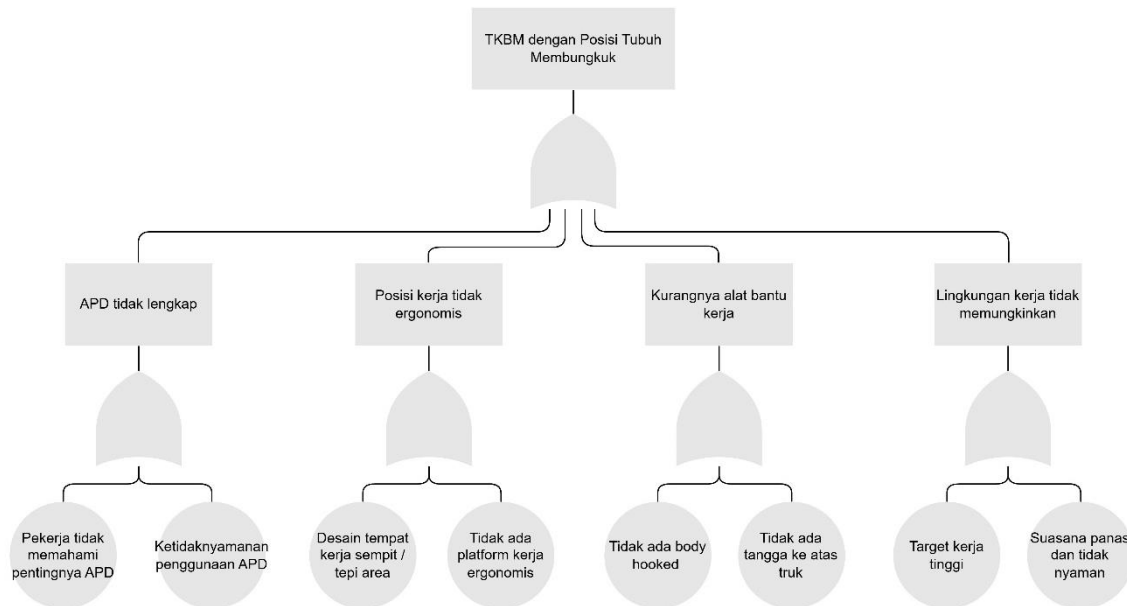 TKBM dengan Posisi Tubuh
Membungkuk
APD tidak lengkap
Posisi kerja tidak
ergonomis
Kurangnya alat bantu
kerja
Lingkungan kerja tidak
memungkinkan
Pekerja tidak
memahami
pentingnya APD
Ketidaknyamanan
penggunaan APD
Desain tempat
kerja sempit /
tepi area
Tidak ada
platform kerja
ergonomis
Tidak ada body
hooked
Tidak ada
tangga ke atas
truk
Target kerja
tinggi
Suasana panas
dan tidak
nyaman